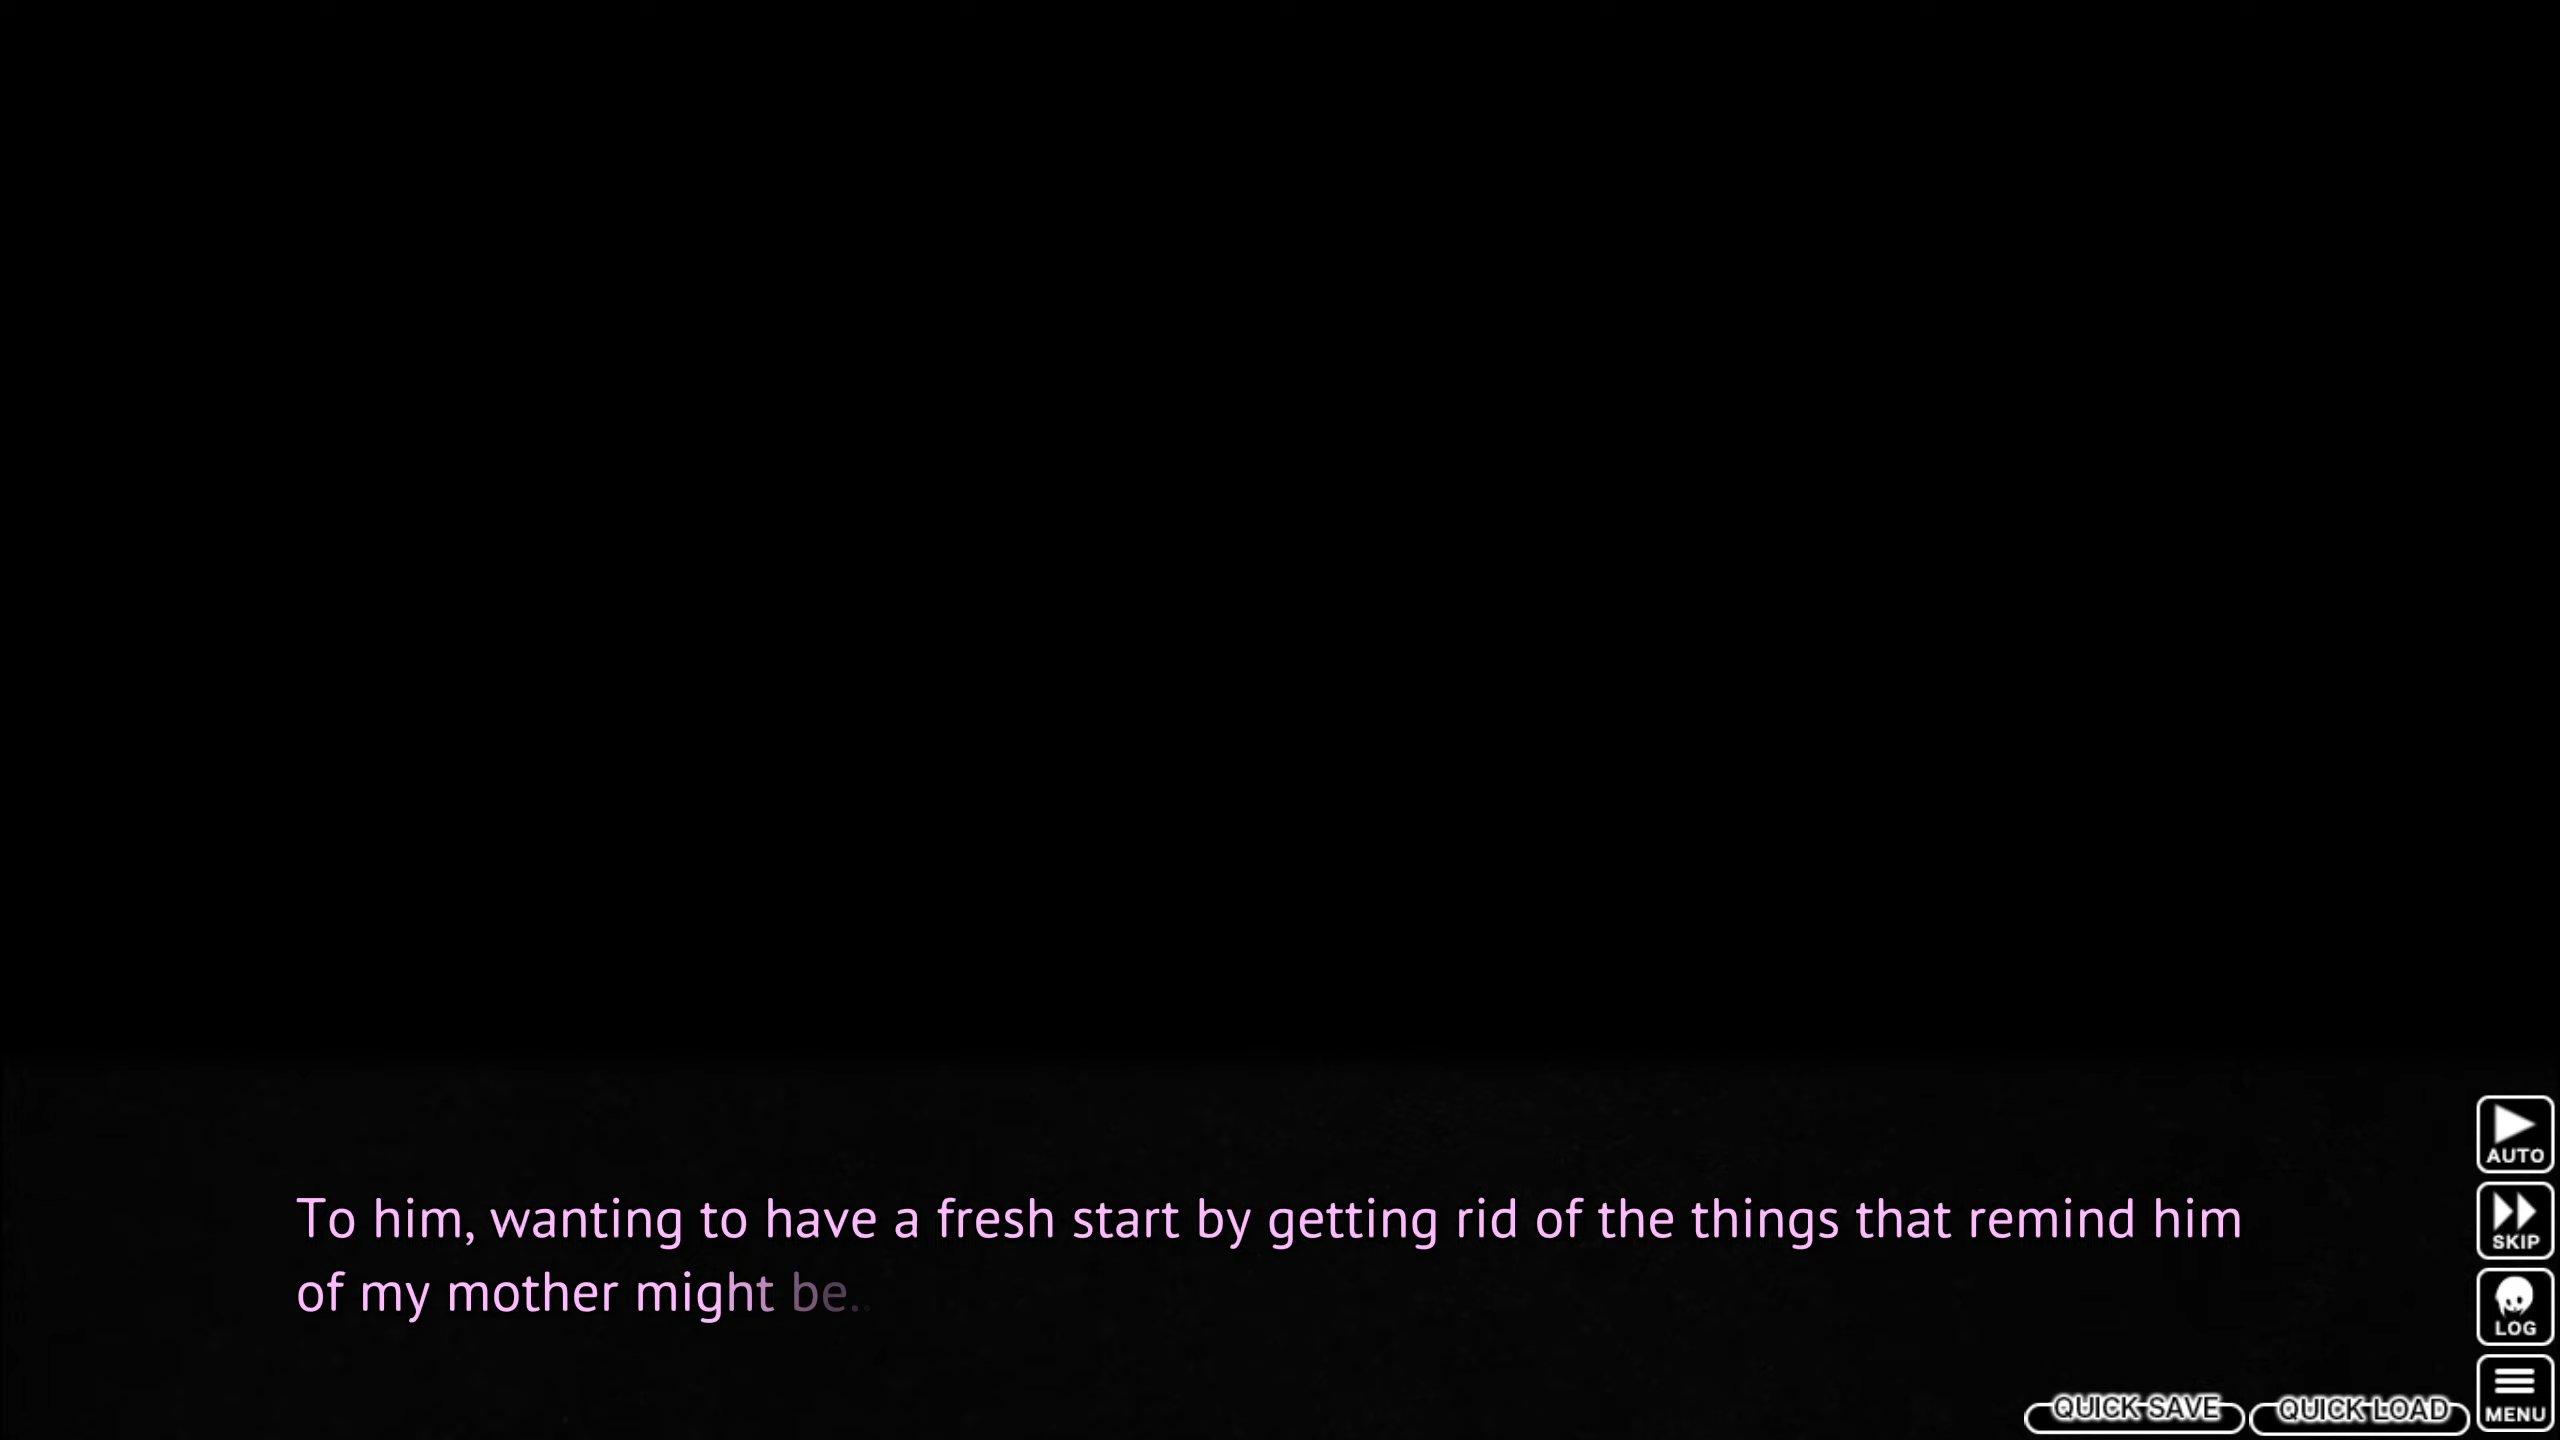 To him, wanting to have a fresh start by getting rid of the things that remind him
of my mother might be..
AUTO
SKIP
LOG
MENU
QUICK SAVE
QUICK LOAD